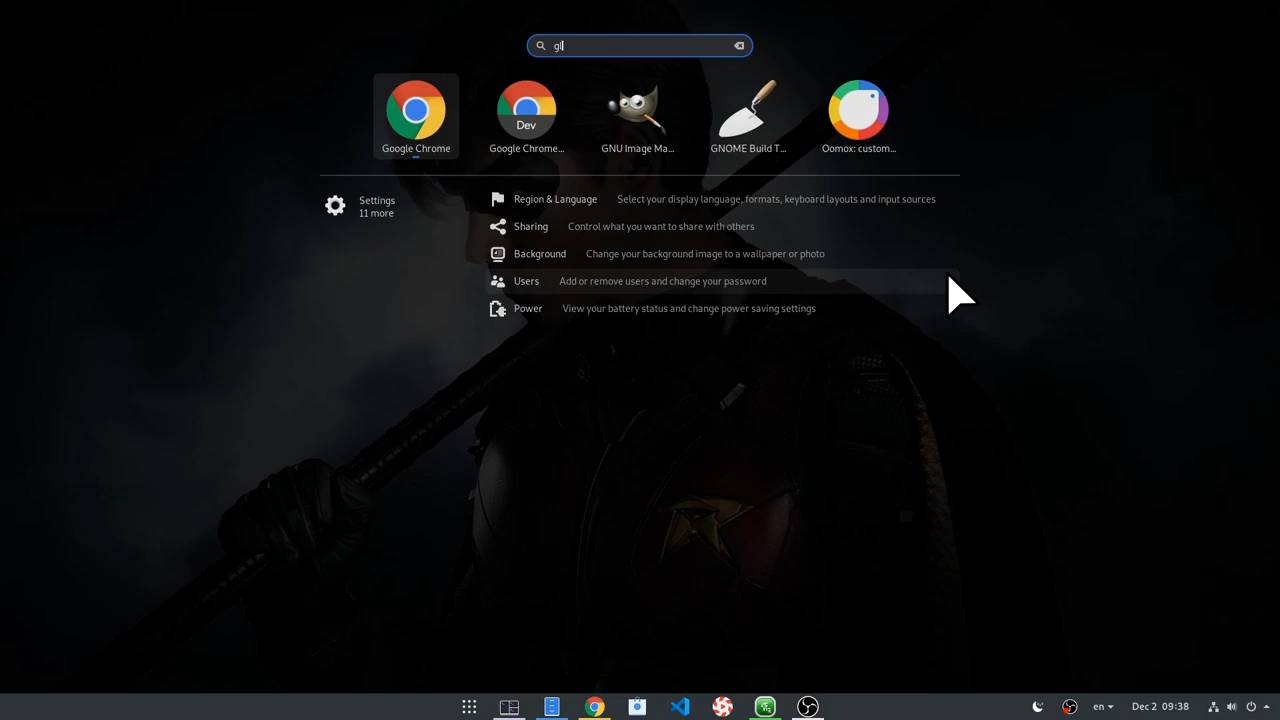 gl
Dev
Google Chrome
Google Chrome...
GNU Image Ma...
GNOME Build T...
Oomox: custom...
Settings
11 more
Region & Language Select your display language, formats, keyboard layouts and input sources
Sharing Control what you want to share with others
Background Change your background image to a wallpaper or photo
Users Add or remove users and change your password
Power View your battery status and change power saving settings
en
Dec 2 09:38